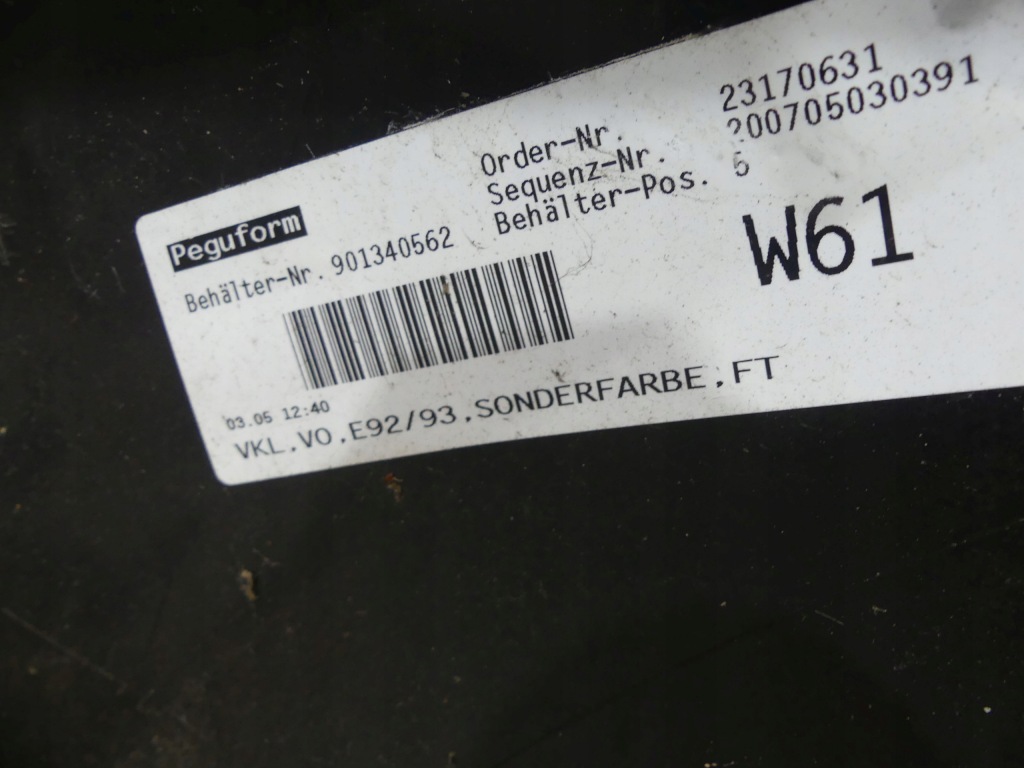 Peguform
Behälter-Nr. 901340562
Order-Nr. 23170631
Sequenz-Nr. 200705030391
Behälter-Pos. 5
W61
03.05 12:40
VKL.VO.E92/93.SONDERFARBE.FT